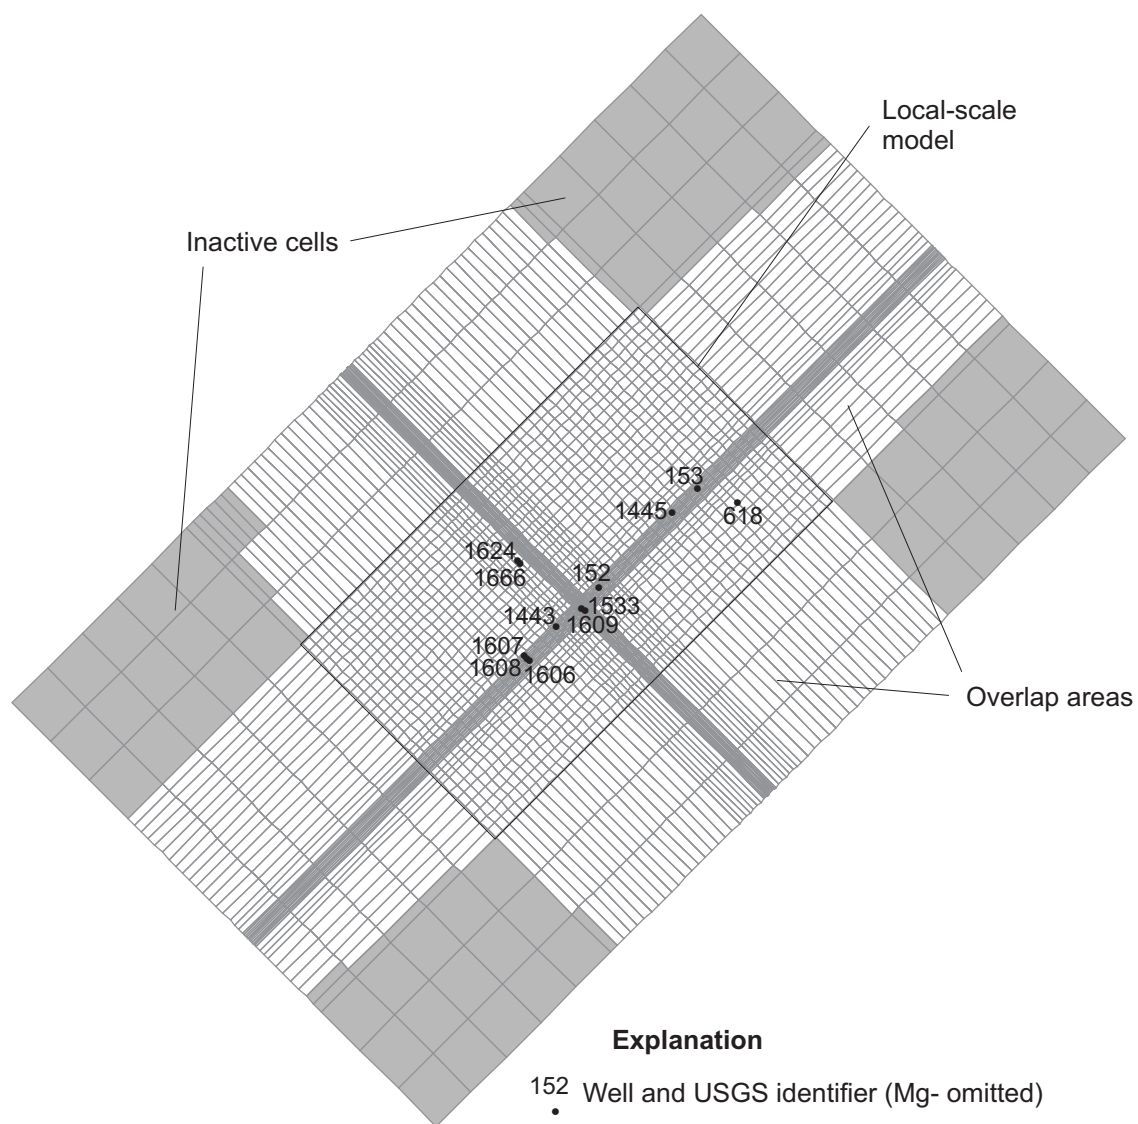 Local-scale
model
Inactive cells
153
1445
618
1624
1666
152
1533
1443
1609
1607
1608
1606
Overlap areas
Explanation
152 Well and USGS identifier (Mg- omitted)